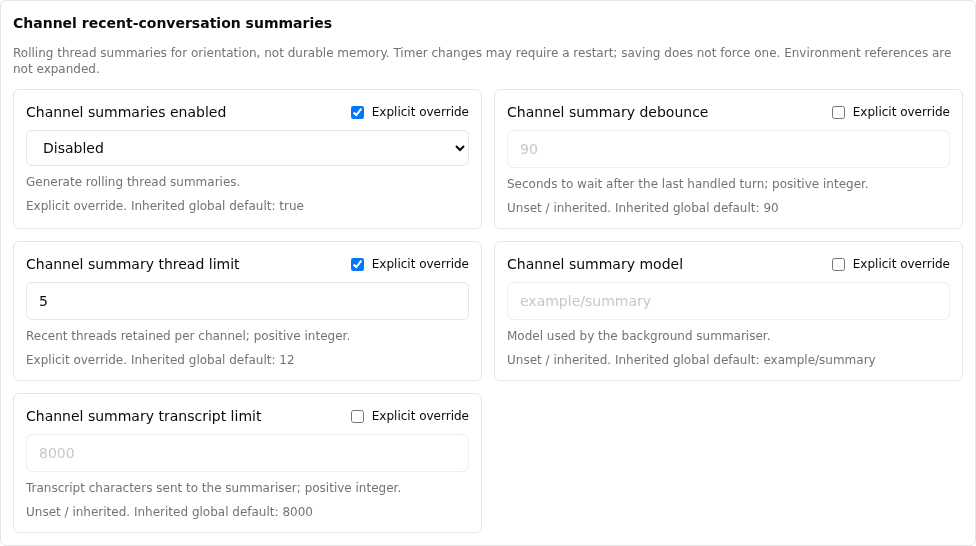 Channel recent-conversation summaries
Rolling thread summaries for orientation, not durable memory. Timer changes may require a restart; saving does not force one. Environment references are
not expanded.
Channel summaries enabled
Explicit override
Disabled
Generate rolling thread summaries.
Explicit override. Inherited global default: true
Channel summary debounce
Explicit override
90
Seconds to wait after the last handled turn; positive integer.
Unset / inherited. Inherited global default: 90
Channel summary thread limit
Explicit override
5
Recent threads retained per channel; positive integer.
Explicit override. Inherited global default: 12
Channel summary model
Explicit override
example/summary
Model used by the background summariser.
Unset / inherited. Inherited global default: example/summary
Channel summary transcript limit
Explicit override
8000
Transcript characters sent to the summariser; positive integer.
Unset / inherited. Inherited global default: 8000